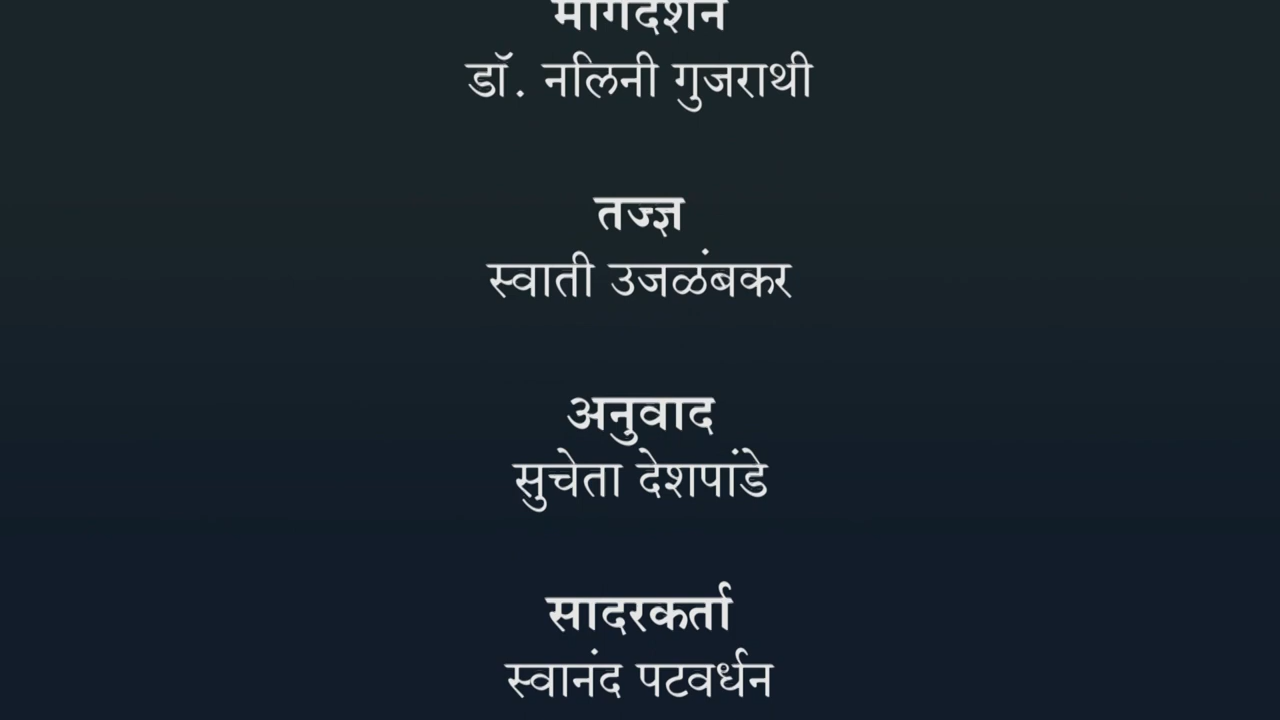 मार्गदर्शन
डॉ. नलिनी गुजराथी
तज्ज्ञ
स्वाती उजळंबकर
अनुवाद
सुचेता देशपांडे
सादरकर्ता
स्वानंद पटवर्धन